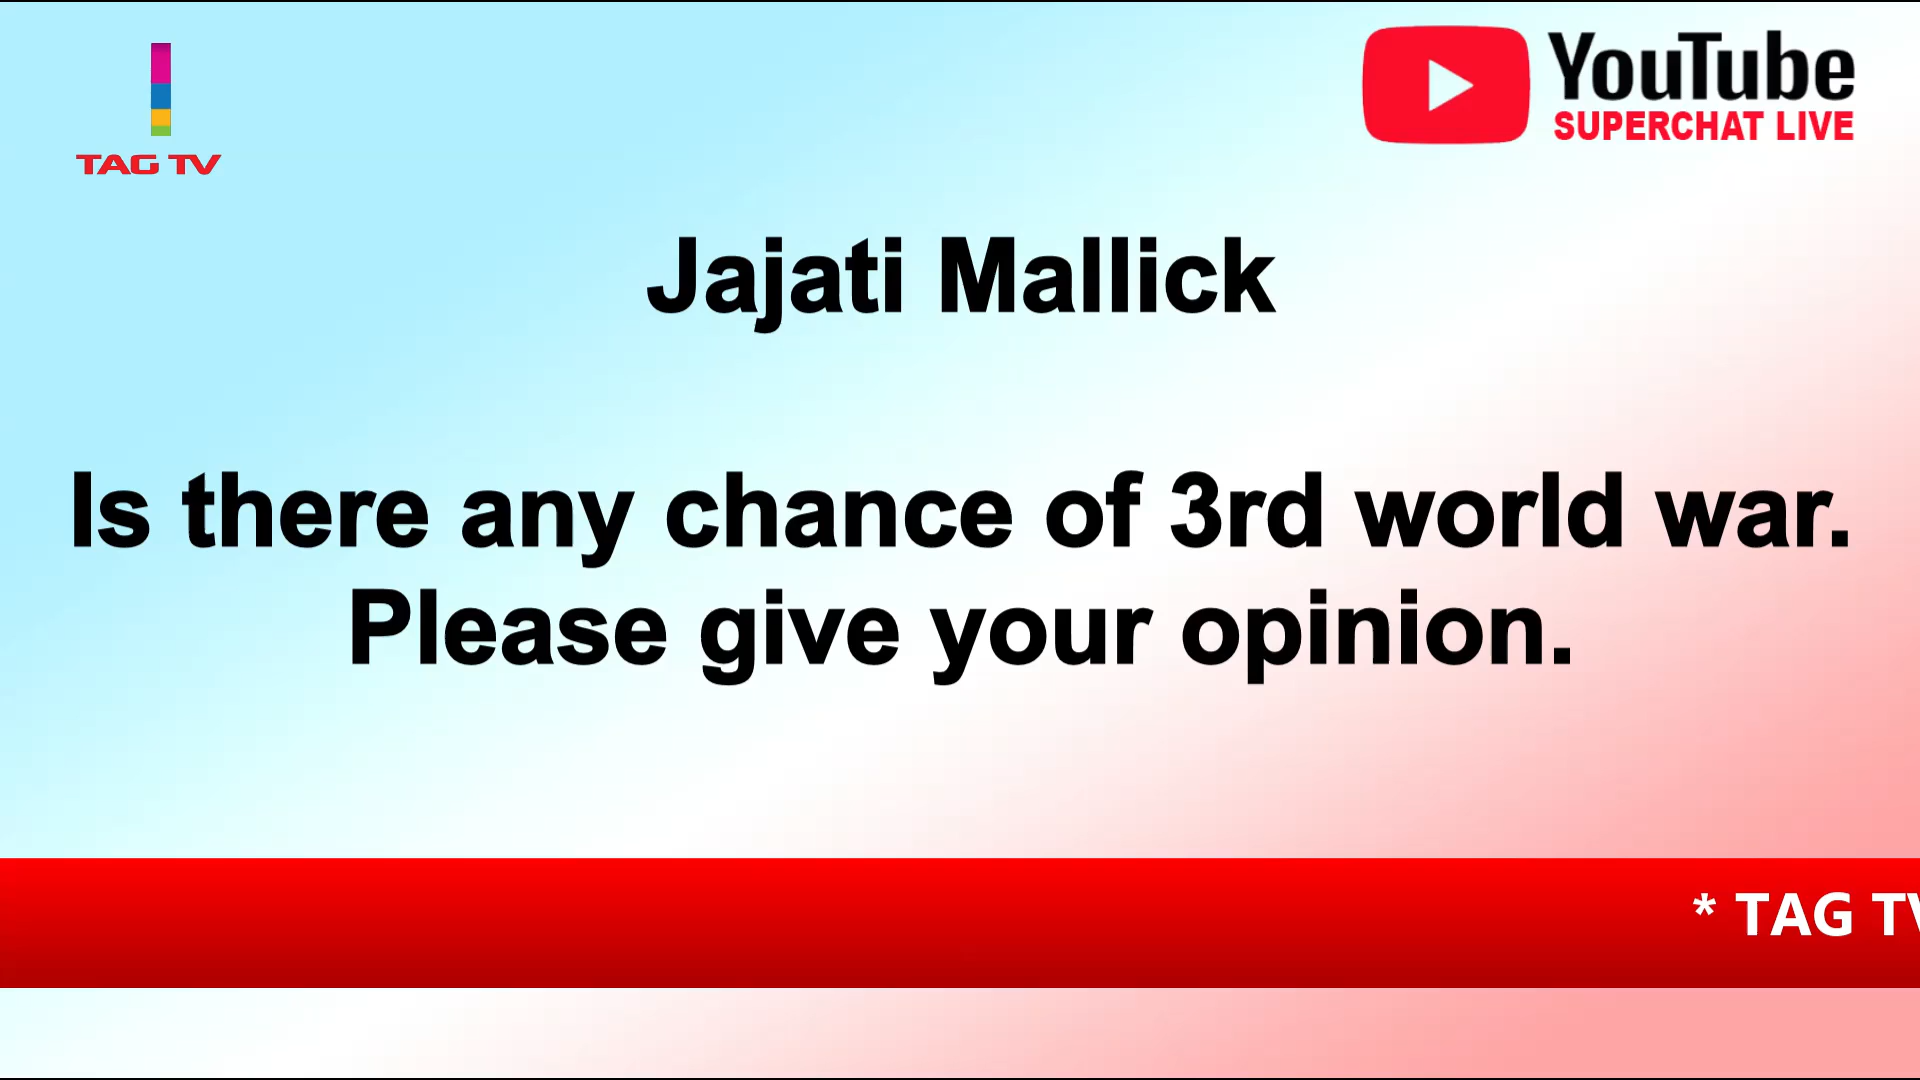 TAG TV
YouTube
SUPERCHAT LIVE
Jajati Mallick
Is there any chance of 3rd world war.
Please give your opinion.
* TAG TV